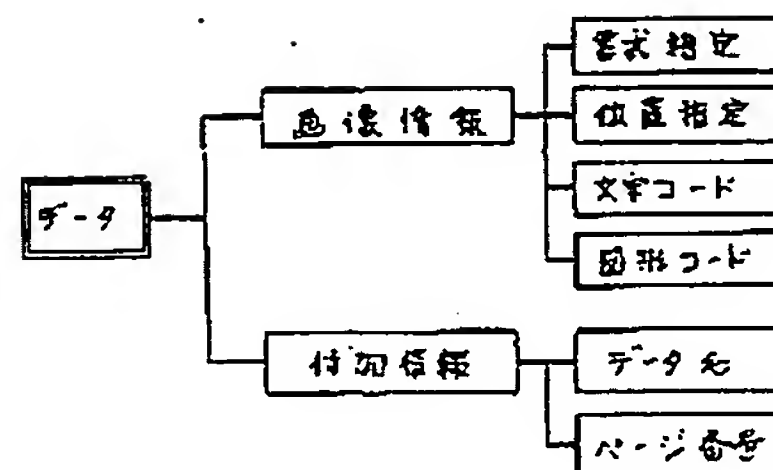 データ
画像情報
書式指定
位置指定
文字コード
図形コード
付加情報
データ名
ページ番号